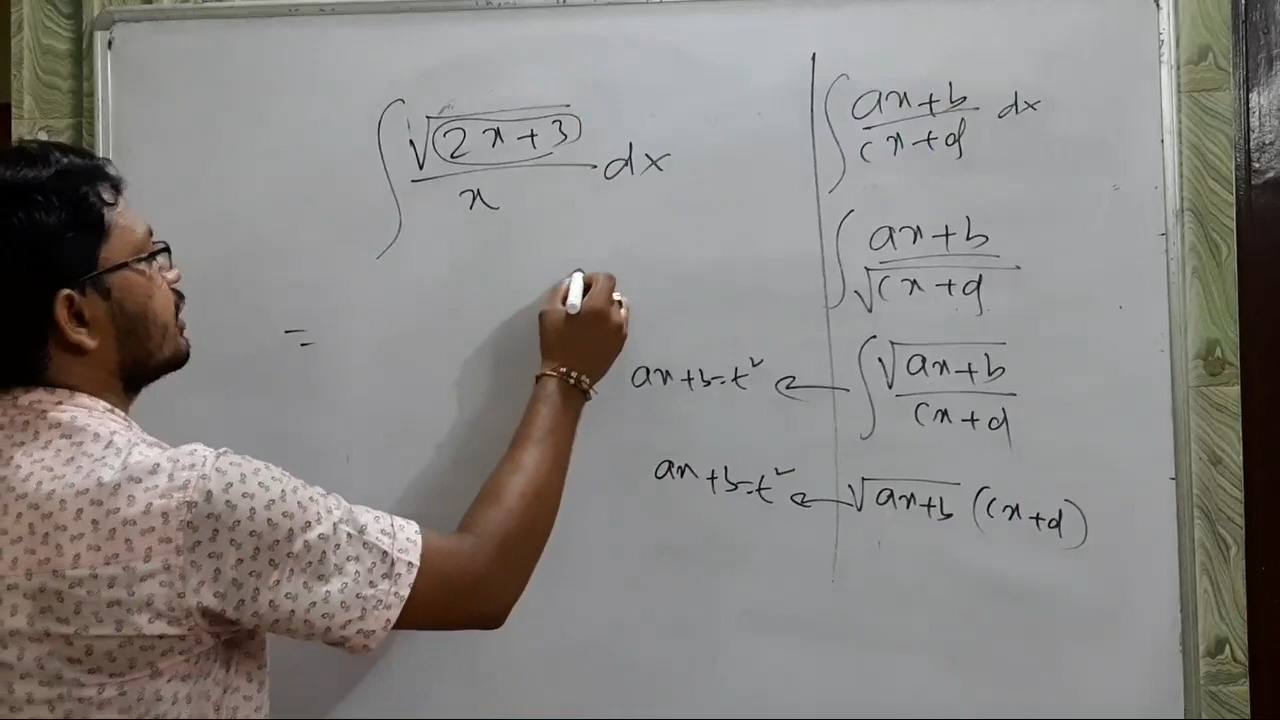 ∫ √(2x+3) / x dx
=
∫ ax+b / cx+d dx
∫ ax+b / √cx+d
ax+b=t² ← ∫ √ax+b / cx+d
ax+b=t² ← √ax+b (cx+d)